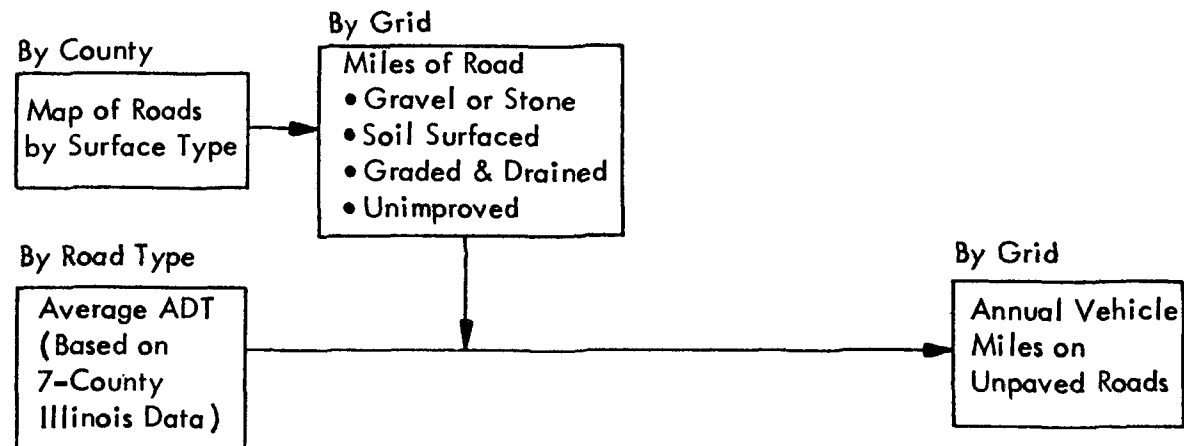 By County
Map of Roads
by Surface Type
By Grid
Miles of Road
• Gravel or Stone
• Soil Surfaced
• Graded & Drained
• Unimproved
By Road Type
Average ADT
(Based on
7-County
Illinois Data)
By Grid
Annual Vehicle
Miles on
Unpaved Roads